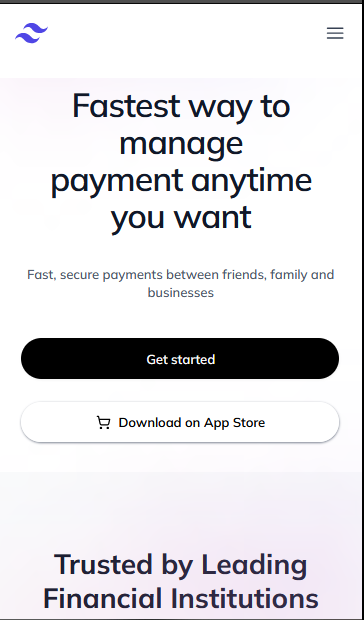 Fastest way to
manage
payment anytime
you want
Fast, secure payments between friends, family and
businesses
Get started
Download on App Store
Trusted by Leading
Financial Institutions